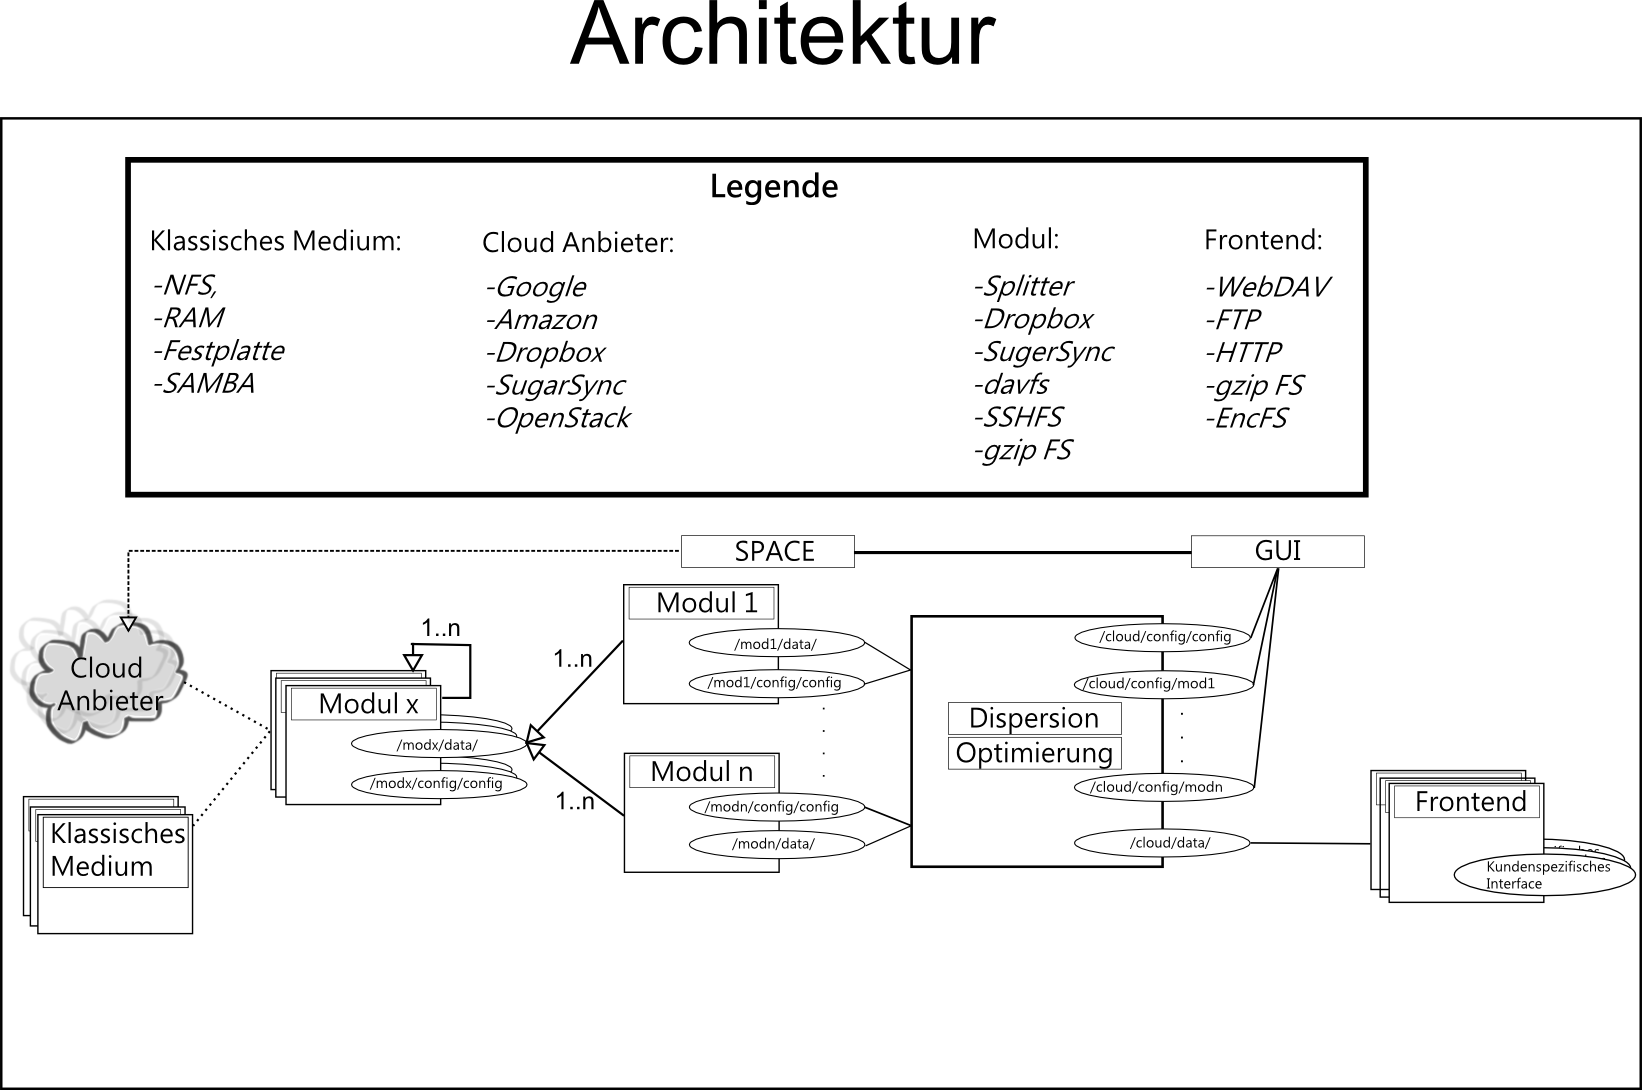 Architektur
Legende
Klassisches Medium:
-NFS,
-RAM
-Festplatte
-SAMBA
Cloud Anbieter:
-Google
-Amazon
-Dropbox
-SugarSync
-OpenStack
Modul:
-Splitter
-Dropbox
-SugerSync
-davfs
-SSHFS
-gzip FS
Frontend:
-WebDAV
-FTP
-HTTP
-gzip FS
-EncFS
SPACE
GUI
Cloud
Anbieter
Klassisches
Medium
1..n
Modul x
/modx/data/
/modx/config/config
1..n
1..n
Modul 1
/mod1/data/
/mod1/config/config
Modul n
/modn/config/config
/modn/data/
Dispersion
Optimierung
/cloud/config/config
/cloud/config/mod1
/cloud/config/modn
/cloud/data/
Frontend
Kundenspezifisches
Interface